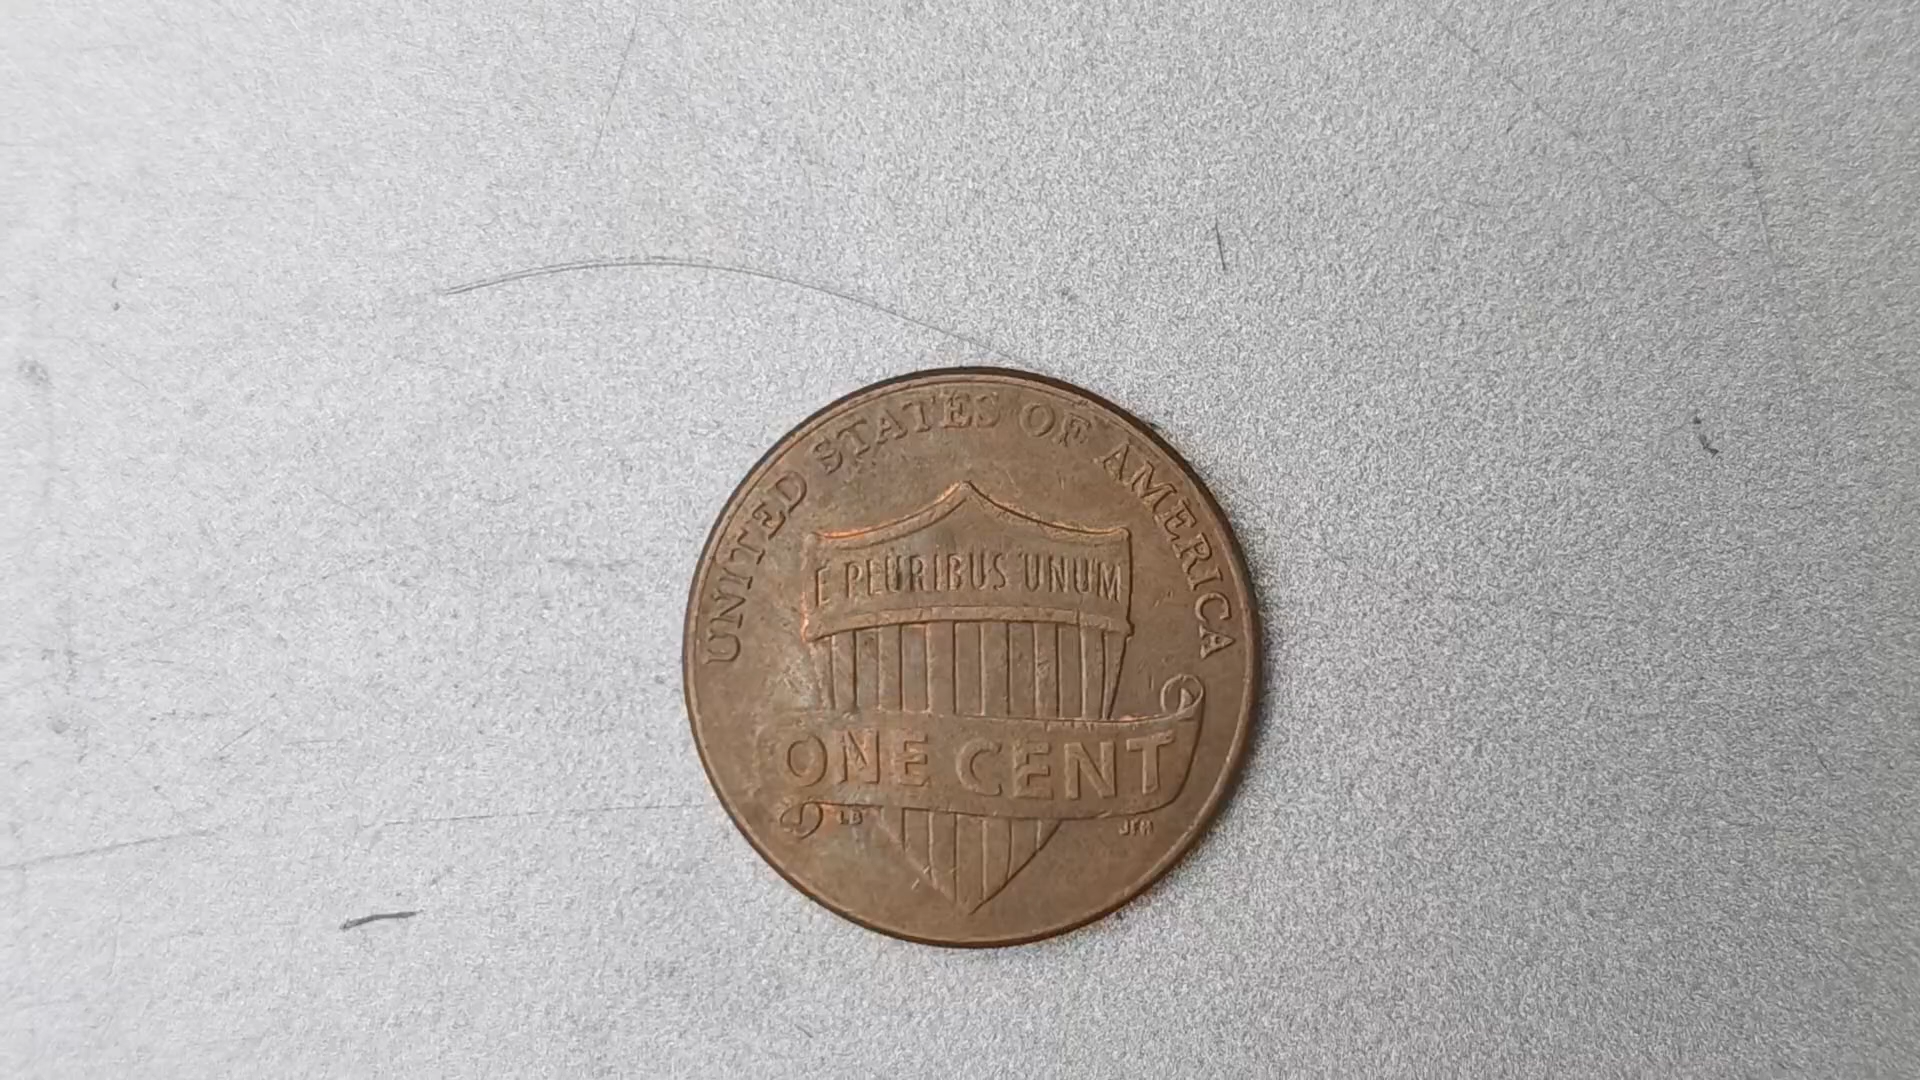 UNITED STATES OF AMERICA
E PLURIBUS UNUM
ONE CENT
LB
JFM